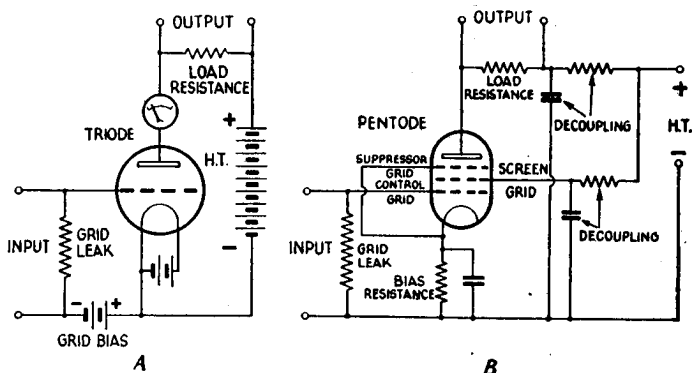 OUTPUT
LOAD
RESISTANCE
TRIODE
+
H.T.
-
INPUT
GRID
LEAK
- +
GRID BIAS
A
OUTPUT
LOAD
RESISTANCE
DECOUPLING
+
H.T.
-
PENTODE
SUPPRESSOR
GRID
CONTROL
GRID
SCREEN
GRID
DECOUPLING
INPUT
GRID
LEAK
BIAS
RESISTANCE
B